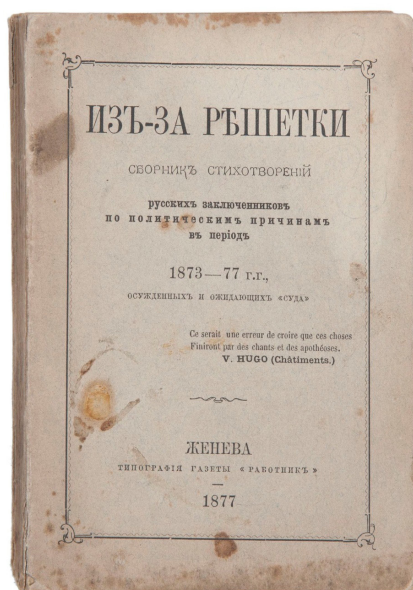 ИЗЪ-ЗА РѢШЕТКИ
СБОРНИКЪ СТИХОТВОРЕНІЙ
русскихъ заключенниковъ
по политическимъ причинамъ
въ періодъ
1873—77 г.г.,
ОСУЖДЕННЫХЪ И ОЖИДАЮЩИХЪ «СУДА»
Ce serait une erreur de croire que ces choses
Finiront par des chants et des apothéoses.
V. HUGO (Châtiments.)
ЖЕНЕВА
ТИПОГРАФІЯ ГАЗЕТЫ «РАБОТНИКЪ»
1877